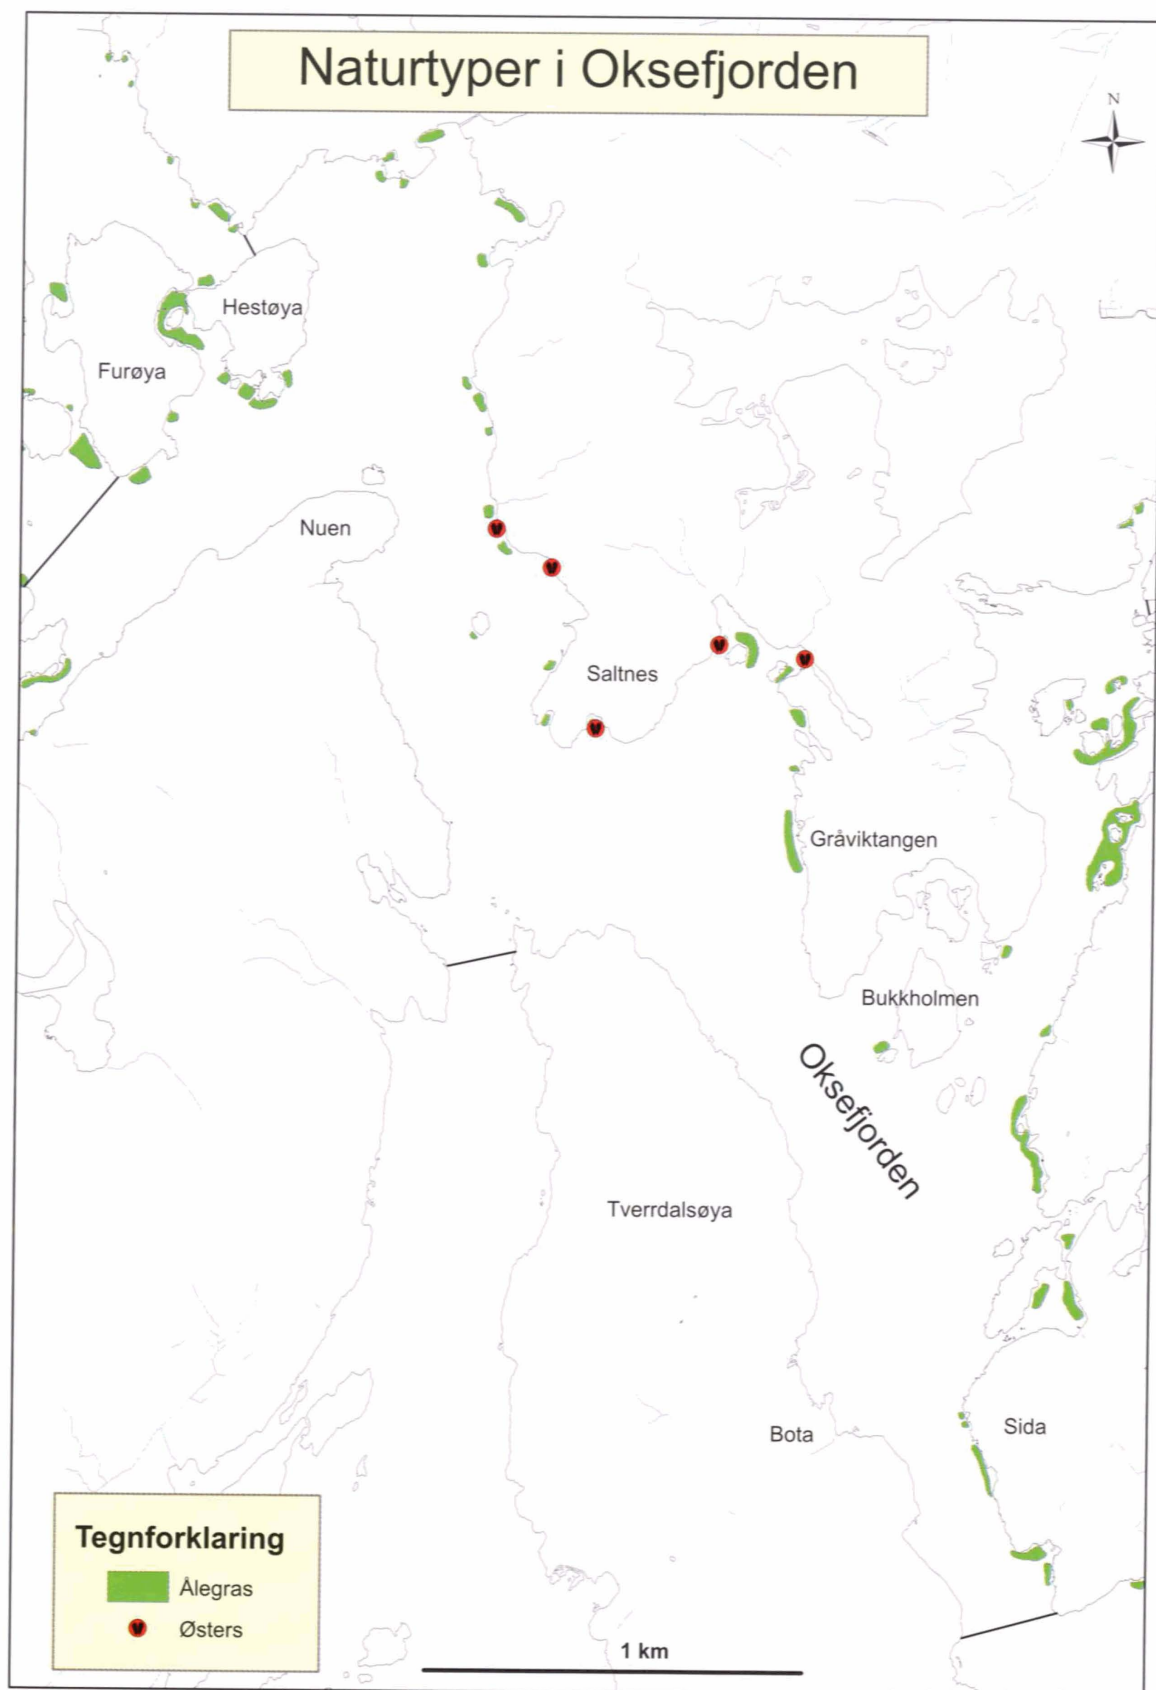 Naturtyper i Oksefjorden
N
Hestøya
Furøya
Nuen
Saltnes
Gråviktangen
Bukkholmen
Oksefjorden
Tverrdalsøya
Bota
Sida
Tegnforklaring
Ålegras
Østers
1 km